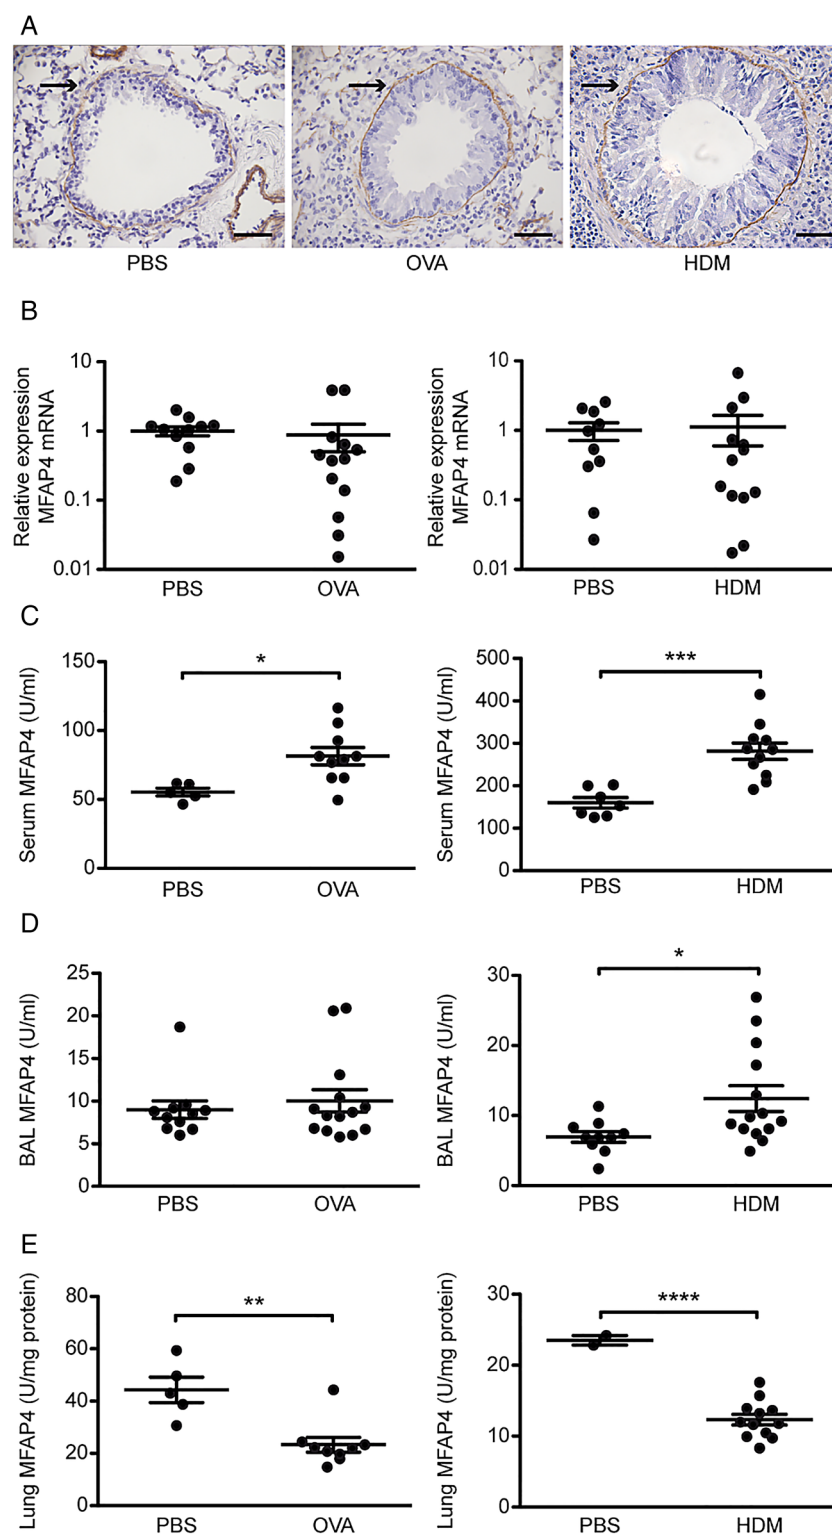 A
PBS OVA HDM
B
Relative expression
MFAP4 mRNA
10
1
0.1
0.01
PBS OVA
Relative expression
MFAP4 mRNA
10
1
0.1
0.01
PBS HDM
C
Serum MFAP4 (U/ml)
150
100
50
0
*
PBS OVA
Serum MFAP4 (U/ml)
500
400
300
200
100
0
***
PBS HDM
D
BAL MFAP4 (U/ml)
25
20
15
10
5
0
PBS OVA
BAL MFAP4 (U/ml)
30
20
10
0
*
PBS HDM
E
Lung MFAP4 (U/mg protein)
80
60
40
20
0
**
PBS OVA
Lung MFAP4 (U/mg protein)
30
20
10
0
****
PBS HDM